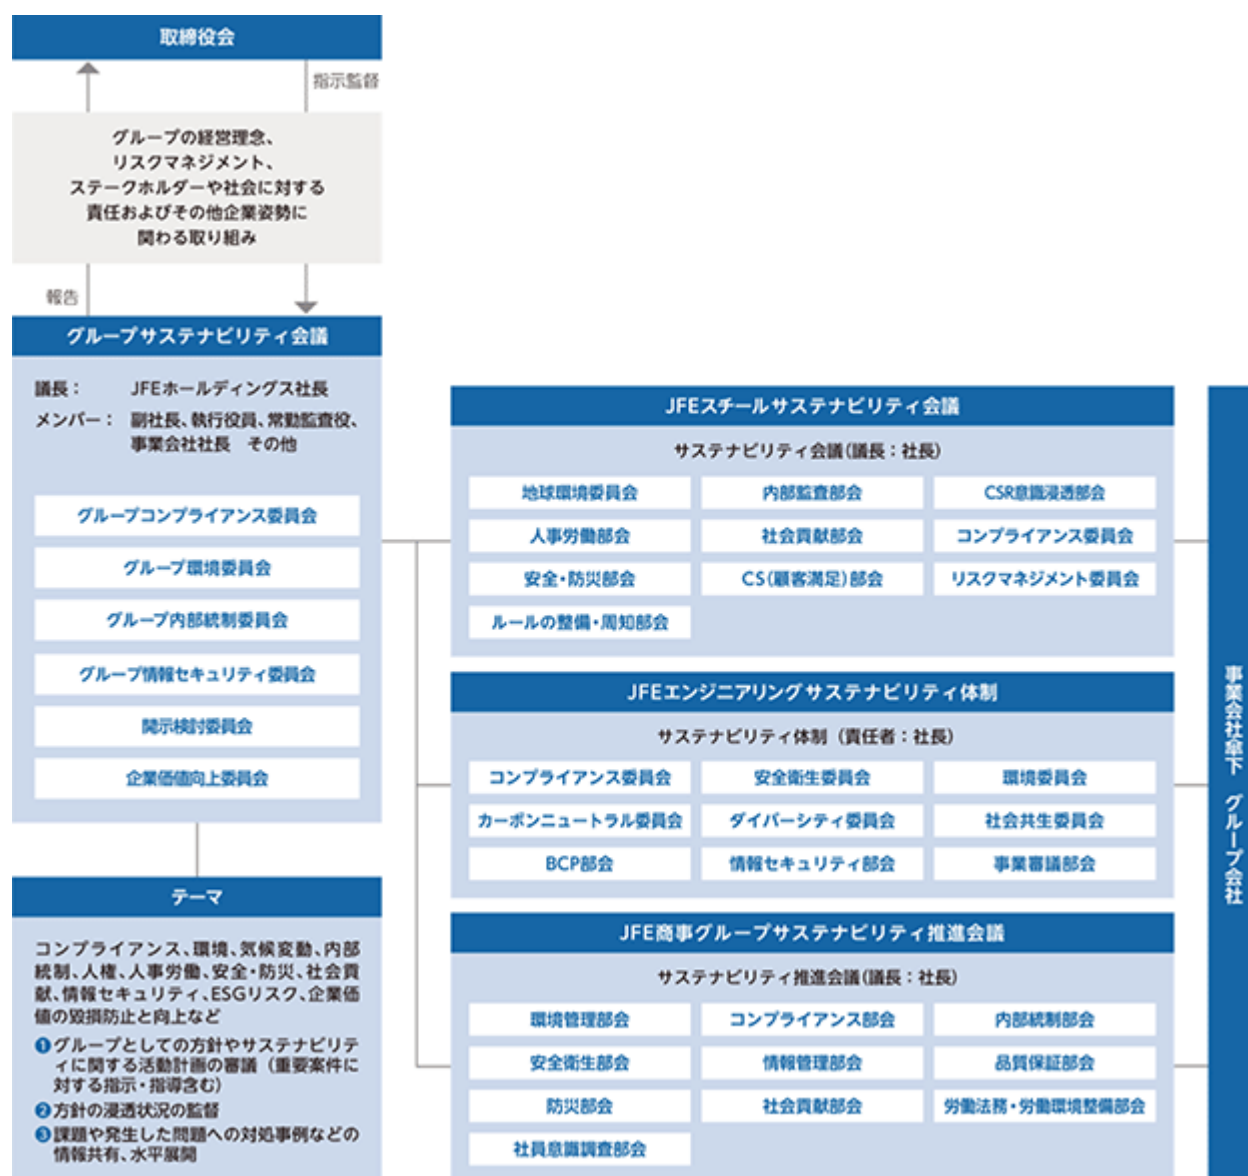 取締役会
指示監督
グループの経営理念、
リスクマネジメント、
ステークホルダーや社会に対する
責任およびその他企業姿勢に
関わる取り組み
報告
グループサステナビリティ会議
議長： JFEホールディングス社長
メンバー： 副社長、執行役員、常勤監査役、
事業会社社長 その他
グループコンプライアンス委員会
グループ環境委員会
グループ内部統制委員会
グループ情報セキュリティ委員会
開示検討委員会
企業価値向上委員会
テーマ
コンプライアンス、環境、気候変動、内部
統制、人権、人事労働、安全・防災、社会貢
献、情報セキュリティ、ESGリスク、企業価
値の毀損防止と向上など
❶グループとしての方針やサステナビリテ
ィに関する活動計画の審議（重要案件に
対する指示・指導含む）
❷方針の浸透状況の監督
❸課題や発生した問題への対処事例などの
情報共有、水平展開
JFEスチールサステナビリティ会議
サステナビリティ会議（議長：社長）
地球環境委員会 内部監査部会 CSR意識浸透部会
人事労働部会 社会貢献部会 コンプライアンス委員会
安全・防災部会 CS（顧客満足）部会 リスクマネジメント委員会
ルールの整備・周知部会
JFEエンジニアリングサステナビリティ体制
サステナビリティ体制（責任者：社長）
コンプライアンス委員会 安全衛生委員会 環境委員会
カーボンニュートラル委員会 ダイバーシティ委員会 社会共生委員会
BCP部会 情報セキュリティ部会 事業審議部会
JFE商事グループサステナビリティ推進会議
サステナビリティ推進会議（議長：社長）
環境管理部会 コンプライアンス部会 内部統制部会
安全衛生部会 情報管理部会 品質保証部会
防災部会 社会貢献部会 労働法務・労働環境整備部会
社員意識調査部会
事業会社傘下 グループ会社